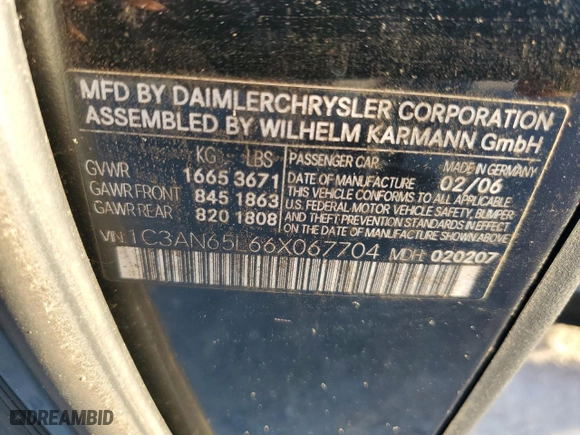 MFD BY DAIMLERCHRYSLER CORPORATION
ASSEMBLED BY WILHELM KARMANN GmbH
KG LBS
GVWR 1665 3671
GAWR FRONT 845 1863
GAWR REAR 820 1808
PASSENGER CAR MADE IN GERMANY
DATE OF MANUFACTURE 02/06
THIS VEHICLE CONFORMS TO ALL APPLICABLE
U.S. FEDERAL MOTOR VEHICLE SAFETY, BUMPER-
AND THEFT PREVENTION STANDARDS IN EFFECT
ON THE DATE OF MANUFACTURE SHOWN ABOVE.
VIN 1C3AN65L66X067704 MDH: 020207
DREAMBID